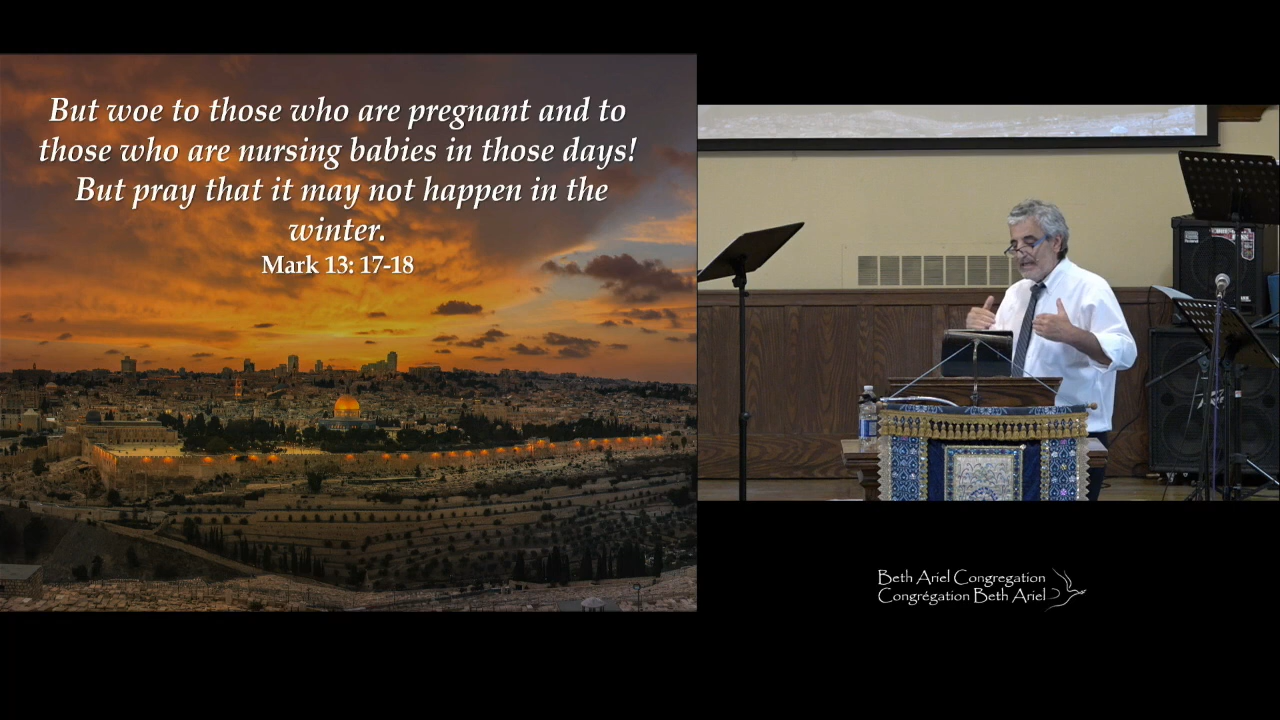 But woe to those who are pregnant and to
those who are nursing babies in those days!
But pray that it may not happen in the
winter.
Mark 13: 17-18
Beth Ariel Congregation
Congrégation Beth Ariel